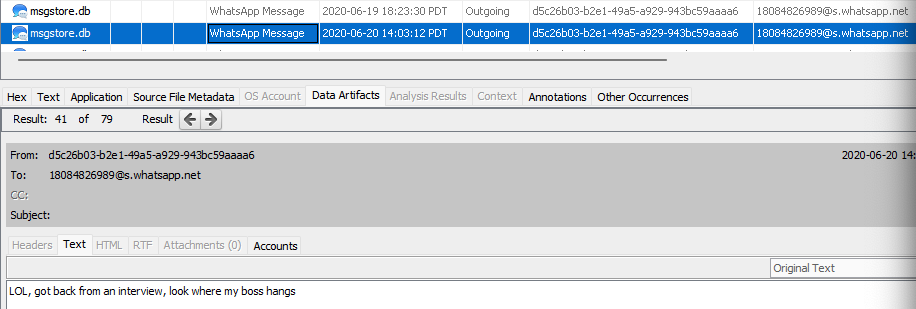 msgstore.db WhatsApp Message 2020-06-19 18:23:30 PDT Outgoing d5c26b03-b2e1-49a5-a929-943bc59aaaa6 18084826989@s.whatsapp.net
msgstore.db WhatsApp Message 2020-06-20 14:03:12 PDT Outgoing d5c26b03-b2e1-49a5-a929-943bc59aaaa6 18084826989@s.whatsapp.net
Hex Text Application Source File Metadata OS Account Data Artifacts Analysis Results Context Annotations Other Occurrences
Result: 41 of 79 Result
From: d5c26b03-b2e1-49a5-a929-943bc59aaaa6 2020-06-20 14:
To: 18084826989@s.whatsapp.net
CC:
Subject:
Headers Text HTML RTF Attachments (0) Accounts
Original Text
LOL, got back from an interview, look where my boss hangs